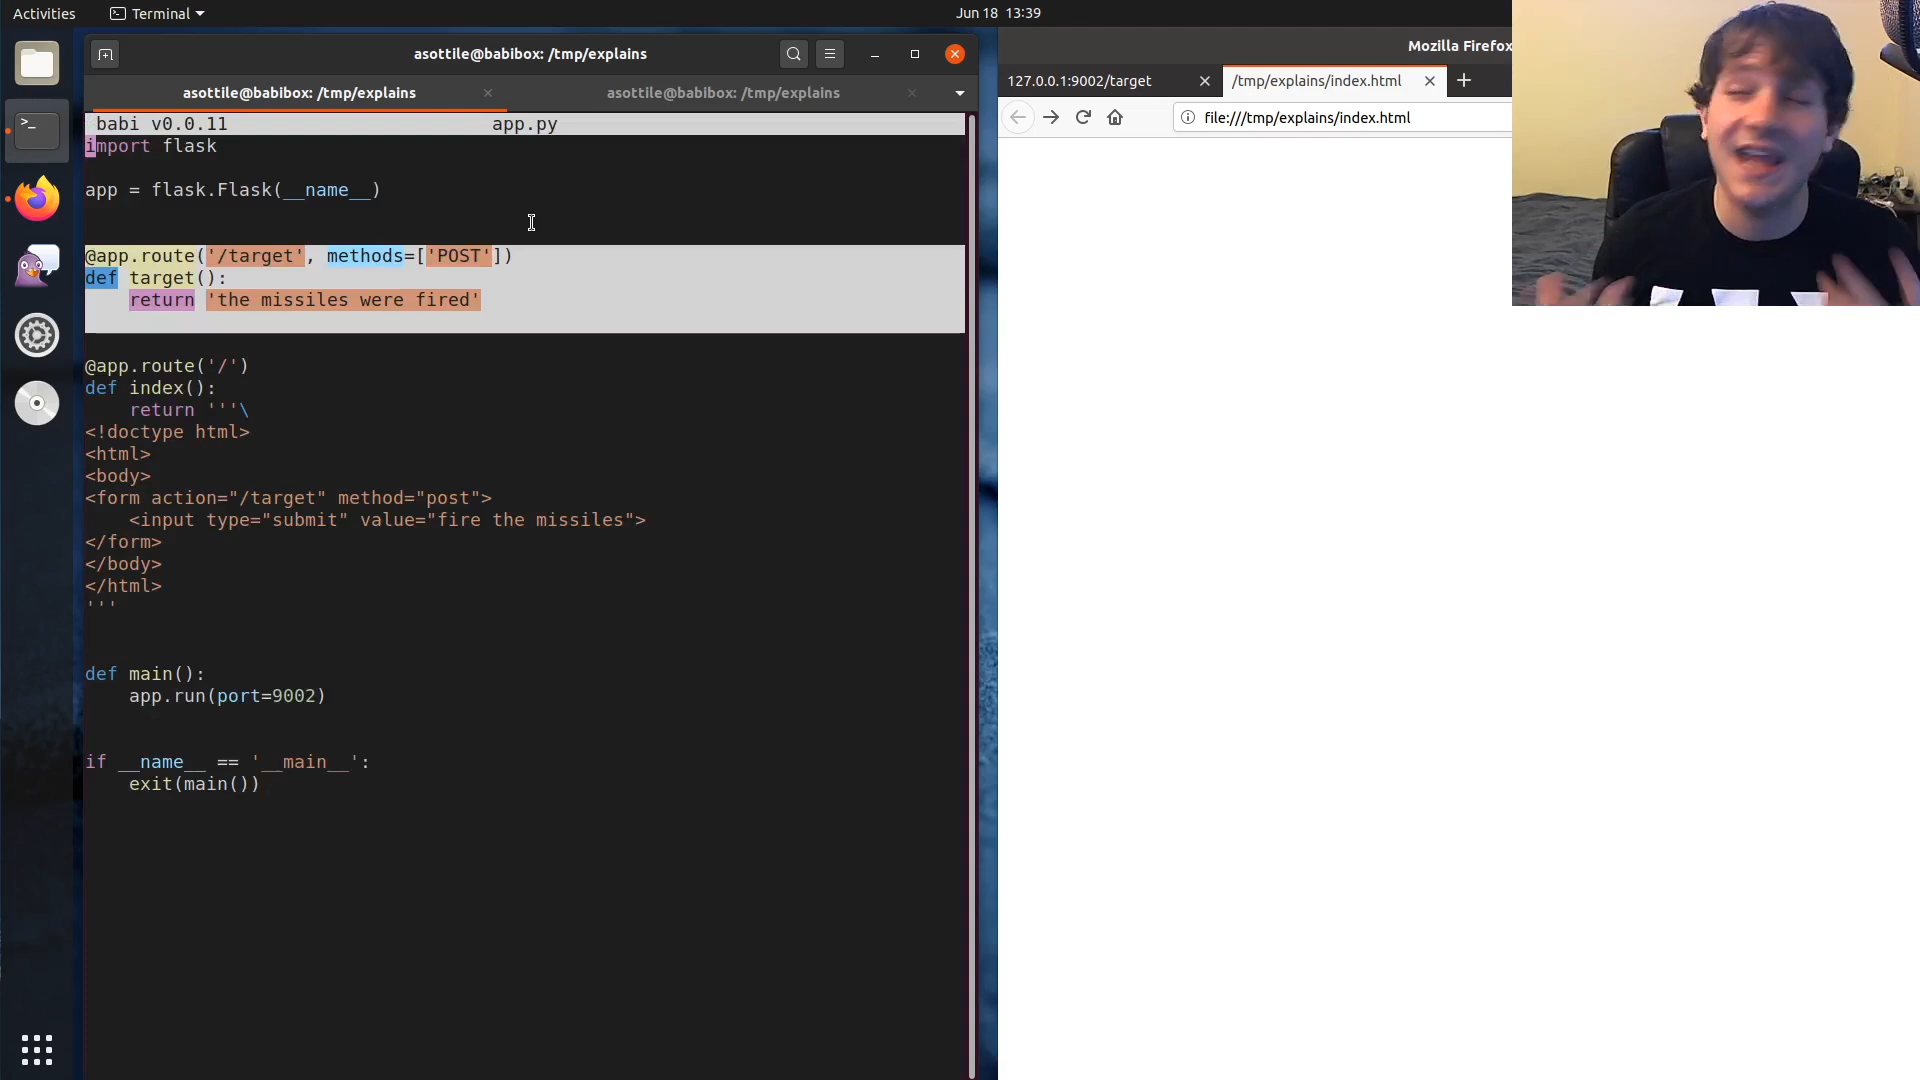 Activities
Terminal
Jun 18 13:39
asottile@babibox: /tmp/explains
asottile@babibox: /tmp/explains
asottile@babibox: /tmp/explains
babi v0.0.11 app.py
import flask
app = flask.Flask(__name__)
@app.route('/target', methods=['POST'])
def target():
    return 'the missiles were fired'
@app.route('/')
def index():
    return '''\
<!doctype html>
<html>
<body>
<form action="/target" method="post">
    <input type="submit" value="fire the missiles">
</form>
</body>
</html>
'''
def main():
    app.run(port=9002)
if __name__ == '__main__':
    exit(main())
Mozilla Firefox
127.0.0.1:9002/target
/tmp/explains/index.html
file:///tmp/explains/index.html